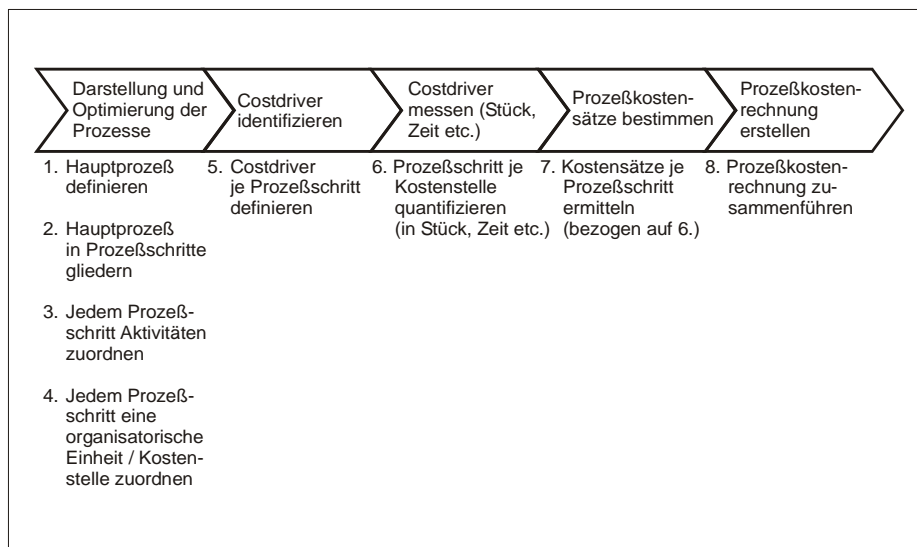 Darstellung und
Optimierung der
Prozesse
Costdriver
identifizieren
Costdriver
messen (Stück,
Zeit etc.)
Prozeßkosten-
sätze bestimmen
Prozeßkosten-
rechnung
erstellen
1. Hauptprozeß
definieren
2. Hauptprozeß
in Prozeßschritte
gliedern
3. Jedem Prozeß-
schritt Aktivitäten
zuordnen
4. Jedem Prozeß-
schritt eine
organisatorische
Einheit / Kosten-
stelle zuordnen
5. Costdriver
je Prozeßschritt
definieren
6. Prozeßschritt je
Kostenstelle
quantifizieren
(in Stück, Zeit etc.)
7. Kostensätze je
Prozeßschritt
ermitteln
(bezogen auf 6.)
8. Prozeßkosten-
rechnung zu-
sammenführen